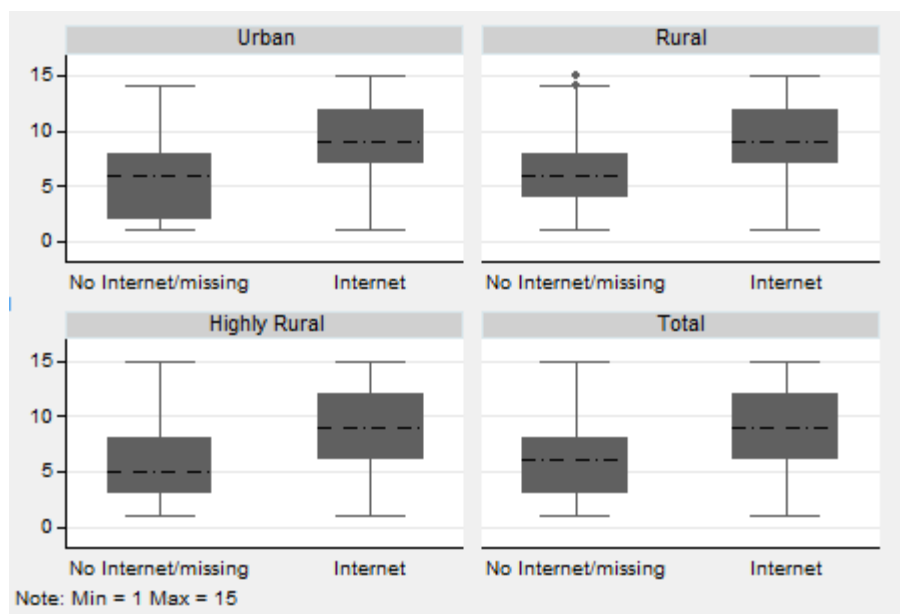 Urban
Rural
15
10
5
0
No Internet/missing
Internet
No Internet/missing
Internet
Highly Rural
Total
15
10
5
0
No Internet/missing
Internet
No Internet/missing
Internet
Note: Min = 1 Max = 15